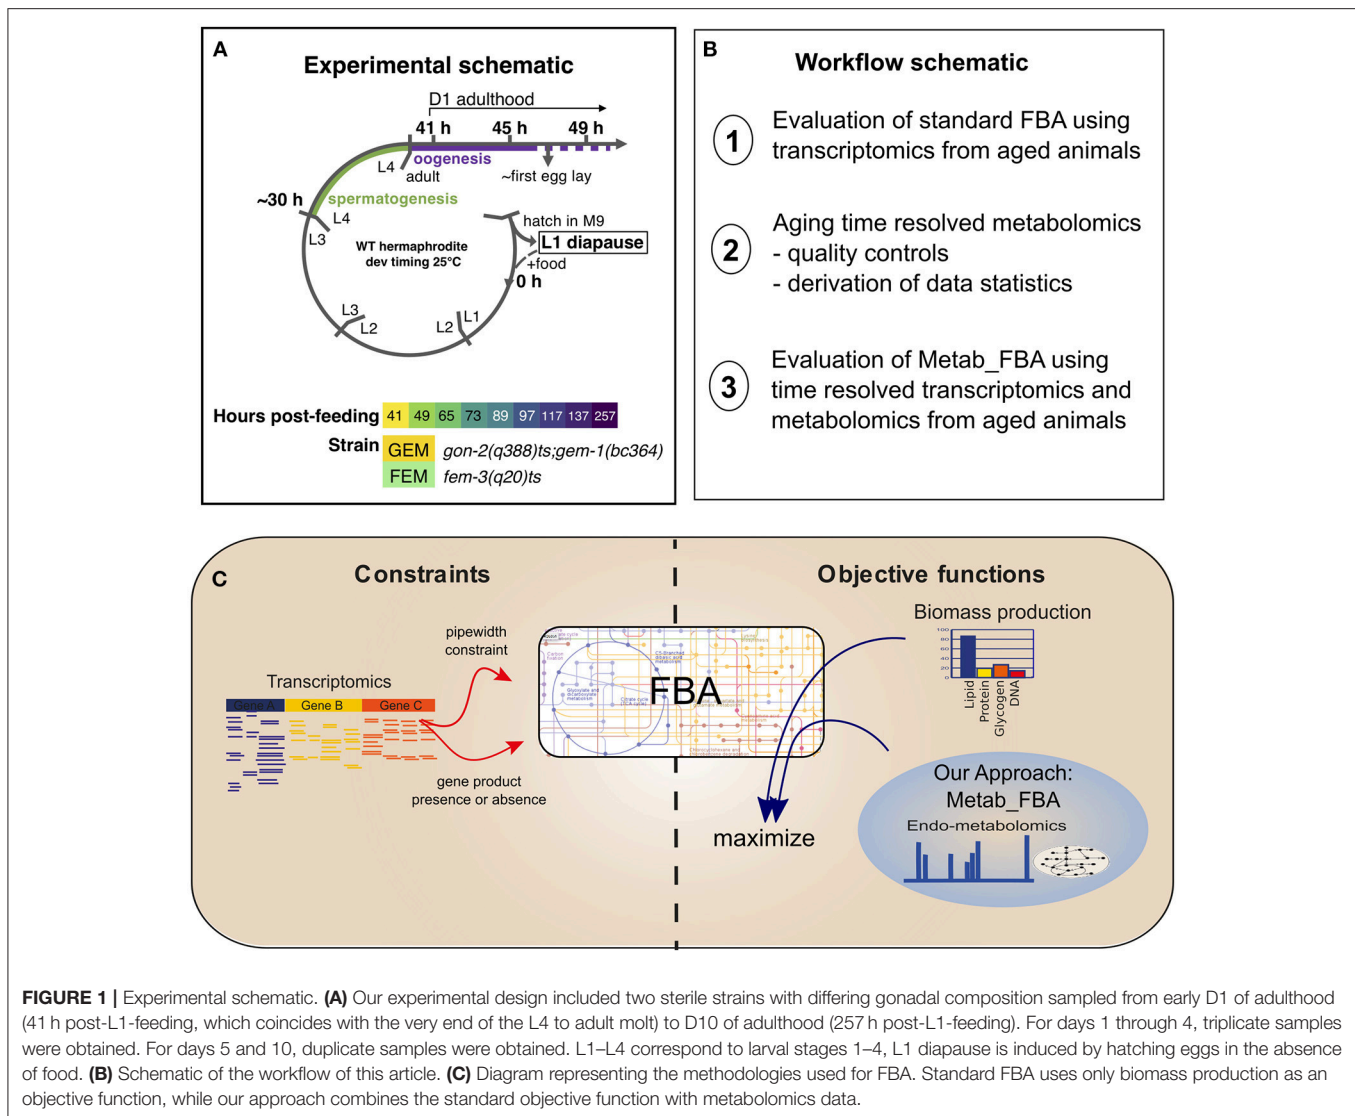 A
Experimental schematic
D1 adulthood
41 h
45 h
49 h
L4
oogenesis
adult
~first egg lay
spermatogenesis
~30 h
L4
L3
hatch in M9
L1 diapause
+food
0 h
WT hermaphrodite
dev timing 25°C
L3
L2
L2
L1
Hours post-feeding 41 49 65 73 89 97 117 137 257
Strain GEM gon-2(q388)ts;gem-1(bc364)
FEM fem-3(q20)ts
B
Workflow schematic
1
Evaluation of standard FBA using
transcriptomics from aged animals
2
Aging time resolved metabolomics
- quality controls
- derivation of data statistics
3
Evaluation of Metab_FBA using
time resolved transcriptomics and
metabolomics from aged animals
C
Constraints
Objective functions
pipewidth
constraint
Transcriptomics
Gene A Gene B Gene C
gene product
presence or absence
FBA
Biomass production
100
80
60
40
20
0
Lipid
Protein
Glycogen
DNA
maximize
Our Approach:
Metab_FBA
Endo-metabolomics
FIGURE 1 | Experimental schematic. (A) Our experimental design included two sterile strains with differing gonadal composition sampled from early D1 of adulthood
(41 h post-L1-feeding, which coincides with the very end of the L4 to adult molt) to D10 of adulthood (257 h post-L1-feeding). For days 1 through 4, triplicate samples
were obtained. For days 5 and 10, duplicate samples were obtained. L1–L4 correspond to larval stages 1–4, L1 diapause is induced by hatching eggs in the absence
of food. (B) Schematic of the workflow of this article. (C) Diagram representing the methodologies used for FBA. Standard FBA uses only biomass production as an
objective function, while our approach combines the standard objective function with metabolomics data.